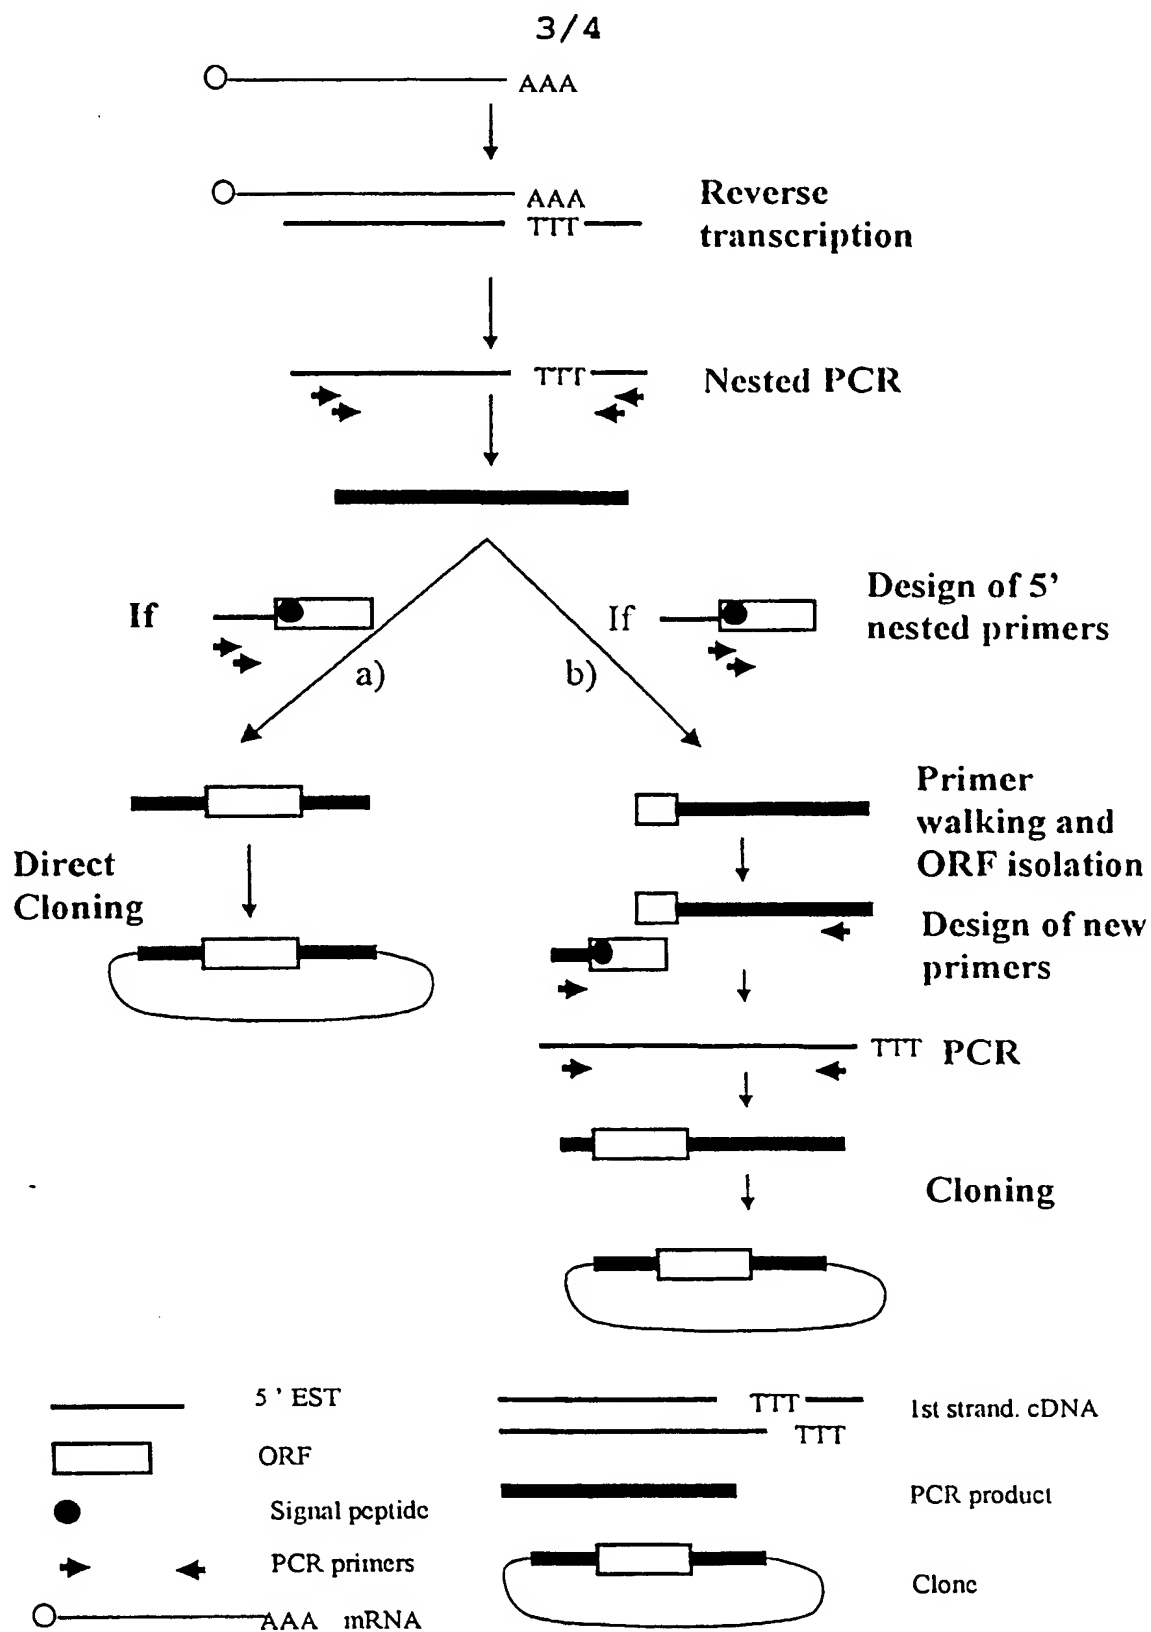 3/4
AAA
AAA
TTT
Reverse
transcription
TTT
Nested PCR
If
If
Design of 5'
nested primers
a)
b)
Primer
walking and
ORF isolation
Direct
Cloning
Design of new
primers
TTT PCR
Cloning
5 ' EST
TTT
1st strand. cDNA
TTT
ORF
Signal peptide
PCR product
PCR primers
Clone
AAA mRNA